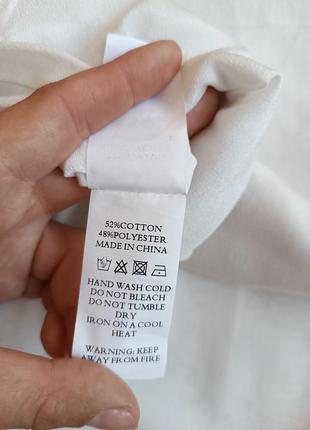 52%COTTON
48%POLYESTER
MADE IN CHINA
HAND WASH COLD
DO NOT BLEACH
DO NOT TUMBLE
DRY
IRON ON A COOL
HEAT
WARNING: KEEP
AWAY FROM FIRE